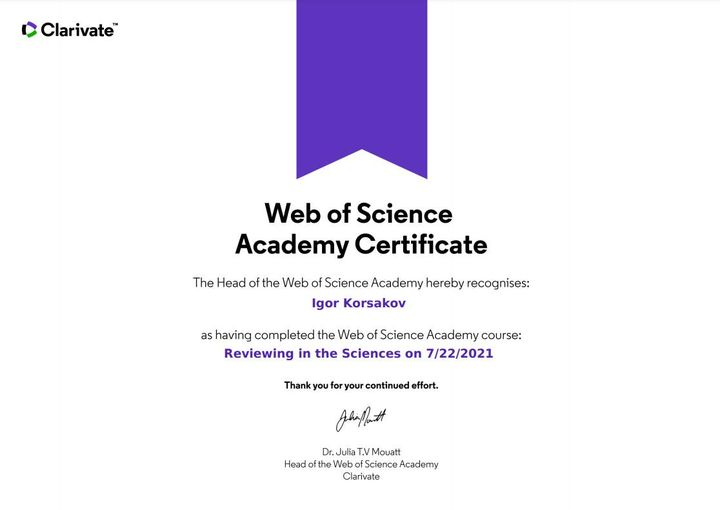 Clarivate™
Web of Science
Academy Certificate
The Head of the Web of Science Academy hereby recognises:
Igor Korsakov
as having completed the Web of Science Academy course:
Reviewing in the Sciences on 7/22/2021
Thank you for your continued effort.
Julia Mouatt
Dr. Julia T.V Mouatt
Head of the Web of Science Academy
Clarivate